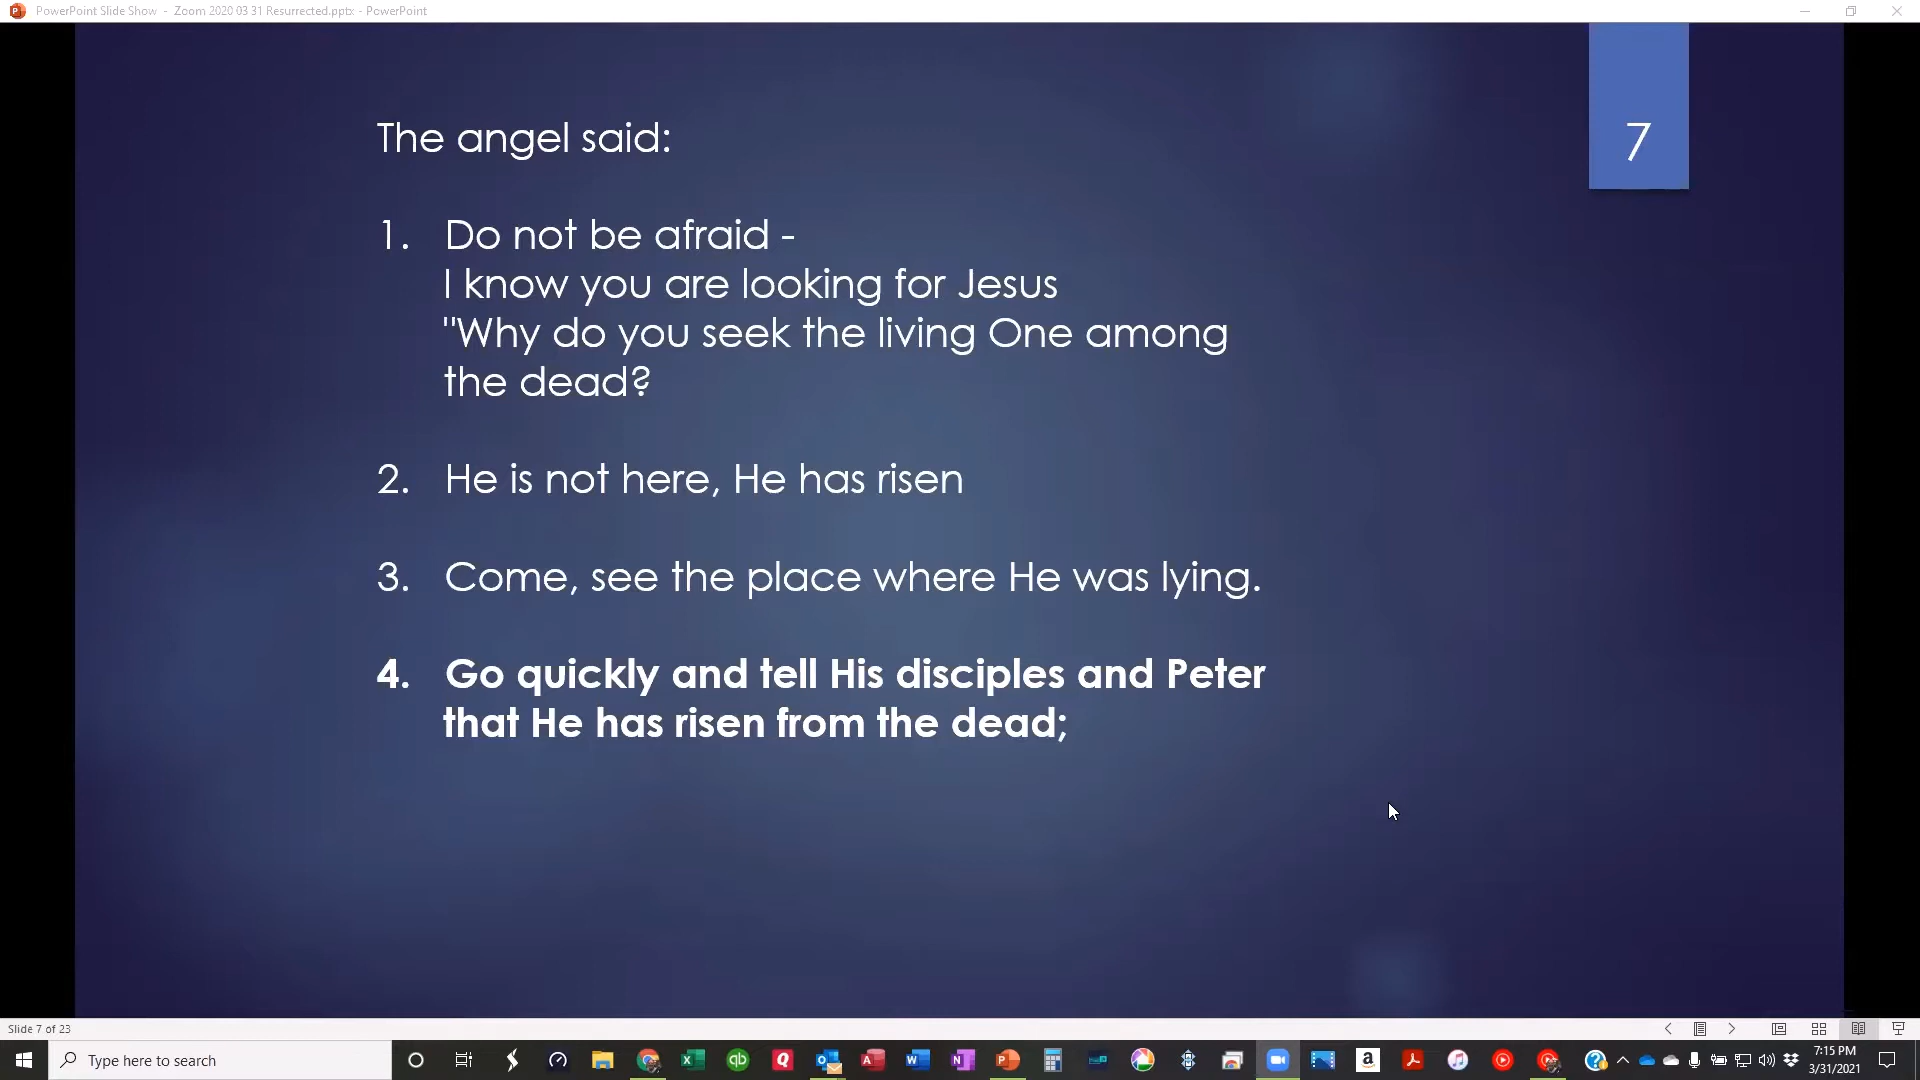 PowerPoint Slide Show - Zoom 2020 03 31 Resurrected.pptx - PowerPoint
7
The angel said:
1. Do not be afraid -
I know you are looking for Jesus
"Why do you seek the living One among
the dead?
2. He is not here, He has risen
3. Come, see the place where He was lying.
4. Go quickly and tell His disciples and Peter
that He has risen from the dead;
Slide 7 of 23
Type here to search
7:15 PM
3/31/2021